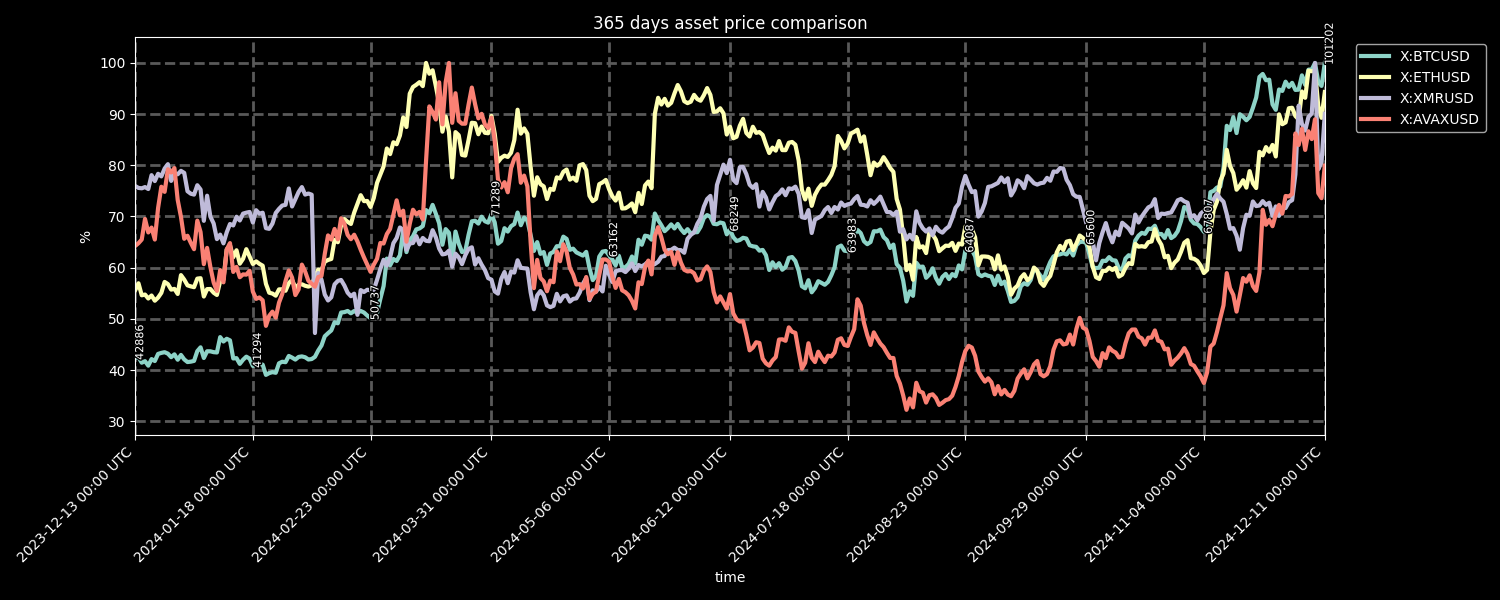 365 days asset price comparison
X:BTCUSD
X:ETHUSD
X:XMRUSD
X:AVAXUSD
100
90
80
70
60
50
40
30
%
42886
41294
50737
71289
63162
68249
63983
64087
65600
67807
101202
2023-12-13 00:00 UTC
2024-01-18 00:00 UTC
2024-02-23 00:00 UTC
2024-03-31 00:00 UTC
2024-05-06 00:00 UTC
2024-06-12 00:00 UTC
2024-07-18 00:00 UTC
2024-08-23 00:00 UTC
2024-09-29 00:00 UTC
2024-11-04 00:00 UTC
2024-12-11 00:00 UTC
time